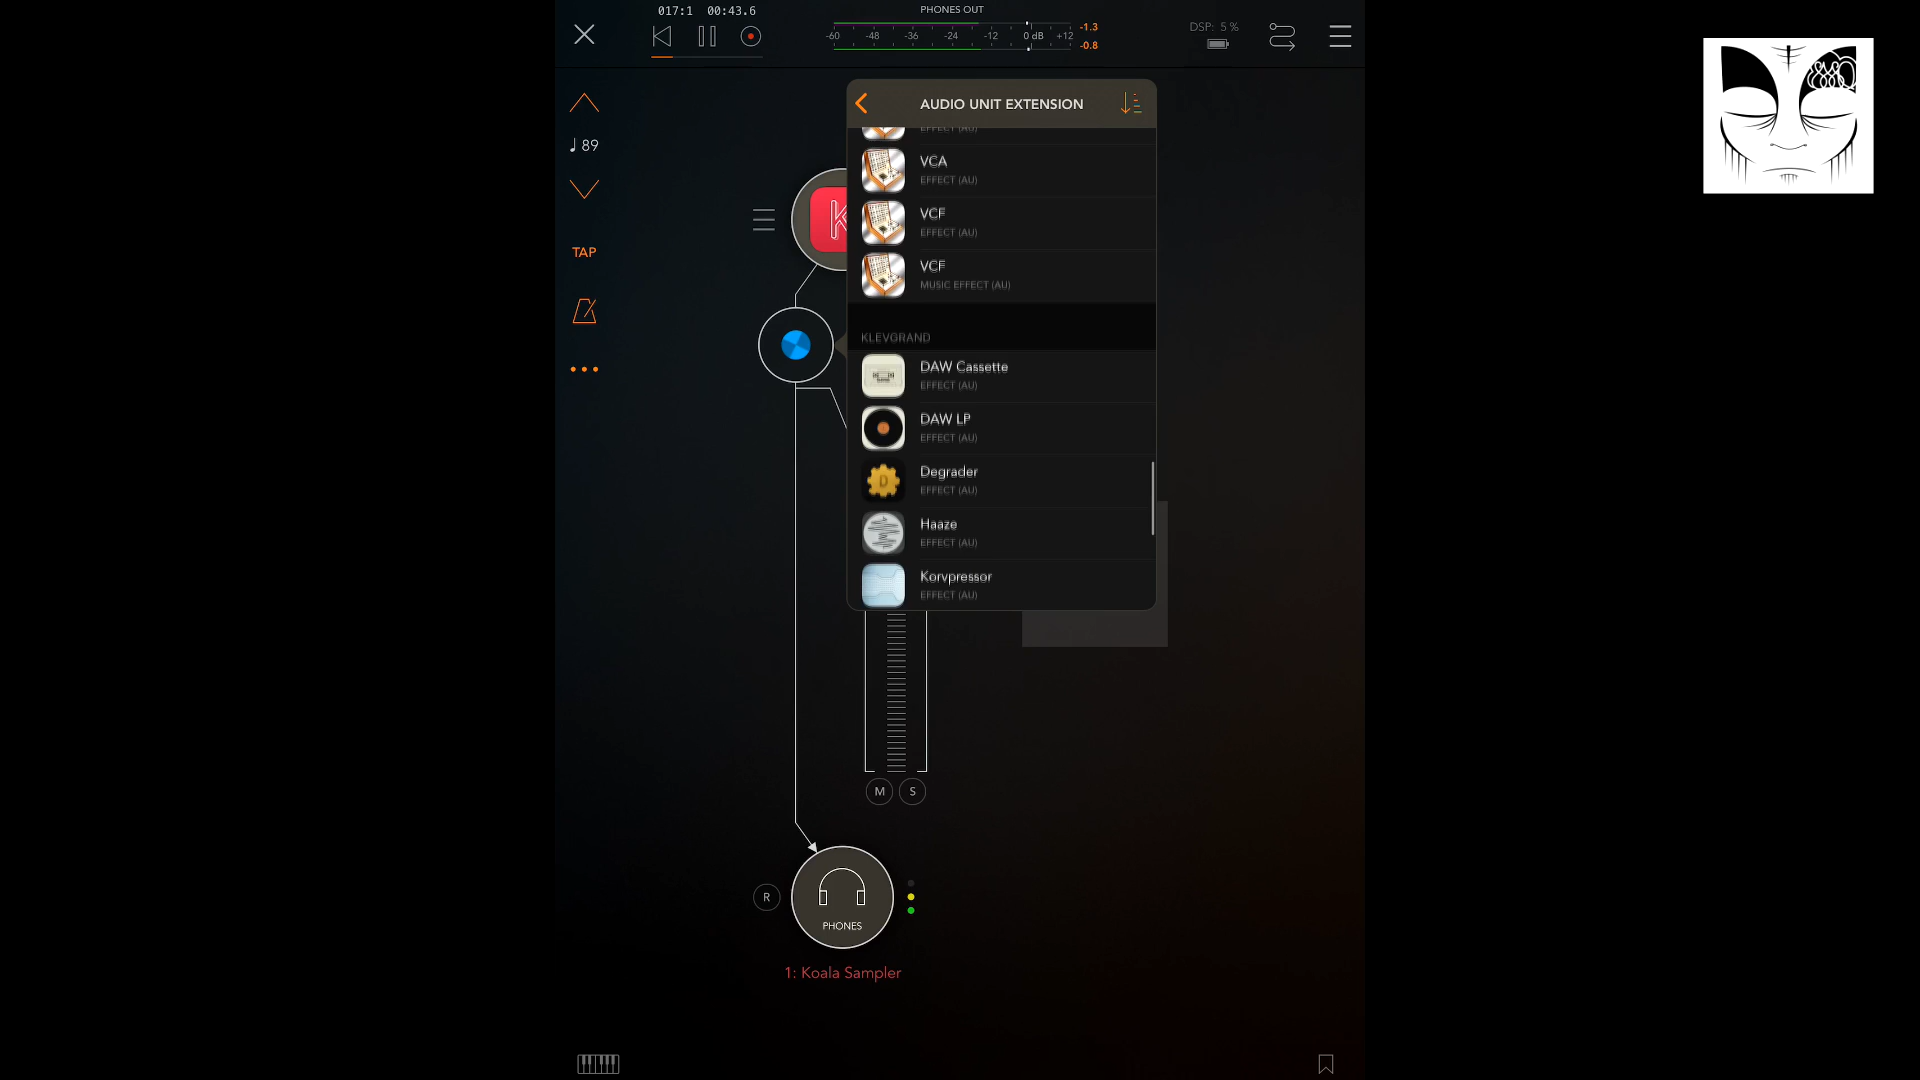 017:1 00:43.6
PHONES OUT
-60 -48 -36 -24 -12 0 dB +12
-1.3
-0.8
DSP: 5 %
♩ 89
TAP
AUDIO UNIT EXTENSION
EFFECT (AU)
VCA
EFFECT (AU)
VCF
EFFECT (AU)
VCF
MUSIC EFFECT (AU)
KLEVGRAND
DAW Cassette
EFFECT (AU)
DAW LP
EFFECT (AU)
D
Degrader
EFFECT (AU)
Haaze
EFFECT (AU)
Korvpressor
EFFECT (AU)
M S
R
PHONES
1: Koala Sampler